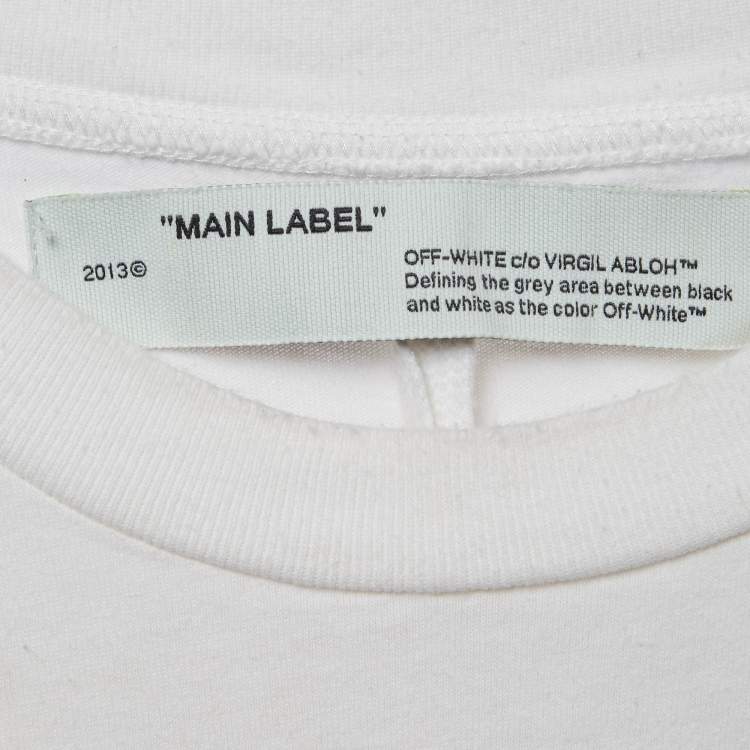 "MAIN LABEL"
2013©
OFF-WHITE c/o VIRGIL ABLOH™
Defining the grey area between black
and white as the color Off-White™